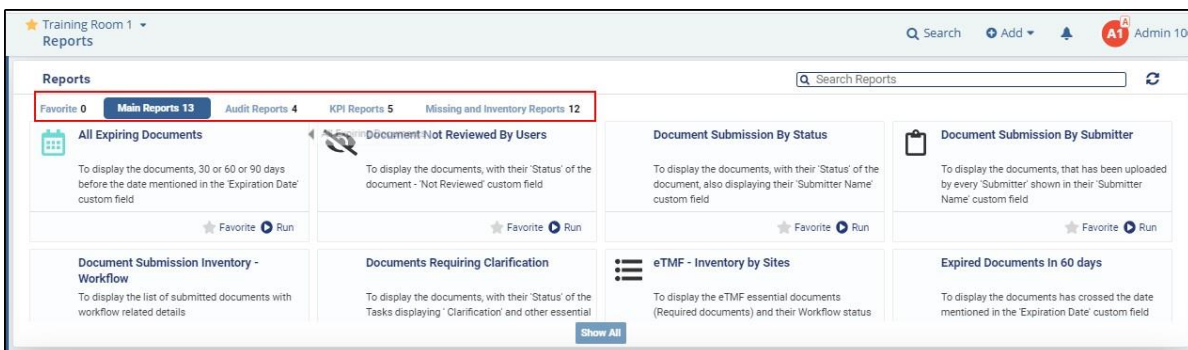 Training Room 1
Reports
Search
Add
A
A1
Admin 10
Reports
Search Reports
Favorite 0
Main Reports 13
Audit Reports 4
KPI Reports 5
Missing and Inventory Reports 12
All Expiring Documents
To display the documents, 30 or 60 or 90 days
before the date mentioned in the 'Expiration Date'
custom field
Favorite Run
Document Not Reviewed By Users
To display the documents, with their 'Status' of the
document - 'Not Reviewed' custom field
Favorite Run
Document Submission By Status
To display the documents, with their 'Status' of the
document, also displaying their 'Submitter Name'
custom field
Favorite Run
Document Submission By Submitter
To display the documents, that has been uploaded
by every 'Submitter' shown in their 'Submitter
Name' custom field
Favorite Run
Document Submission Inventory -
Workflow
To display the list of submitted documents with
workflow related details
Documents Requiring Clarification
To display the documents, with their 'Status' of the
Tasks displaying ' Clarification' and other essential
eTMF - Inventory by Sites
To display the eTMF essential documents
(Required documents) and their Workflow status
Expired Documents In 60 days
To display the documents has crossed the date
mentioned in the 'Expiration Date' custom field
Show All